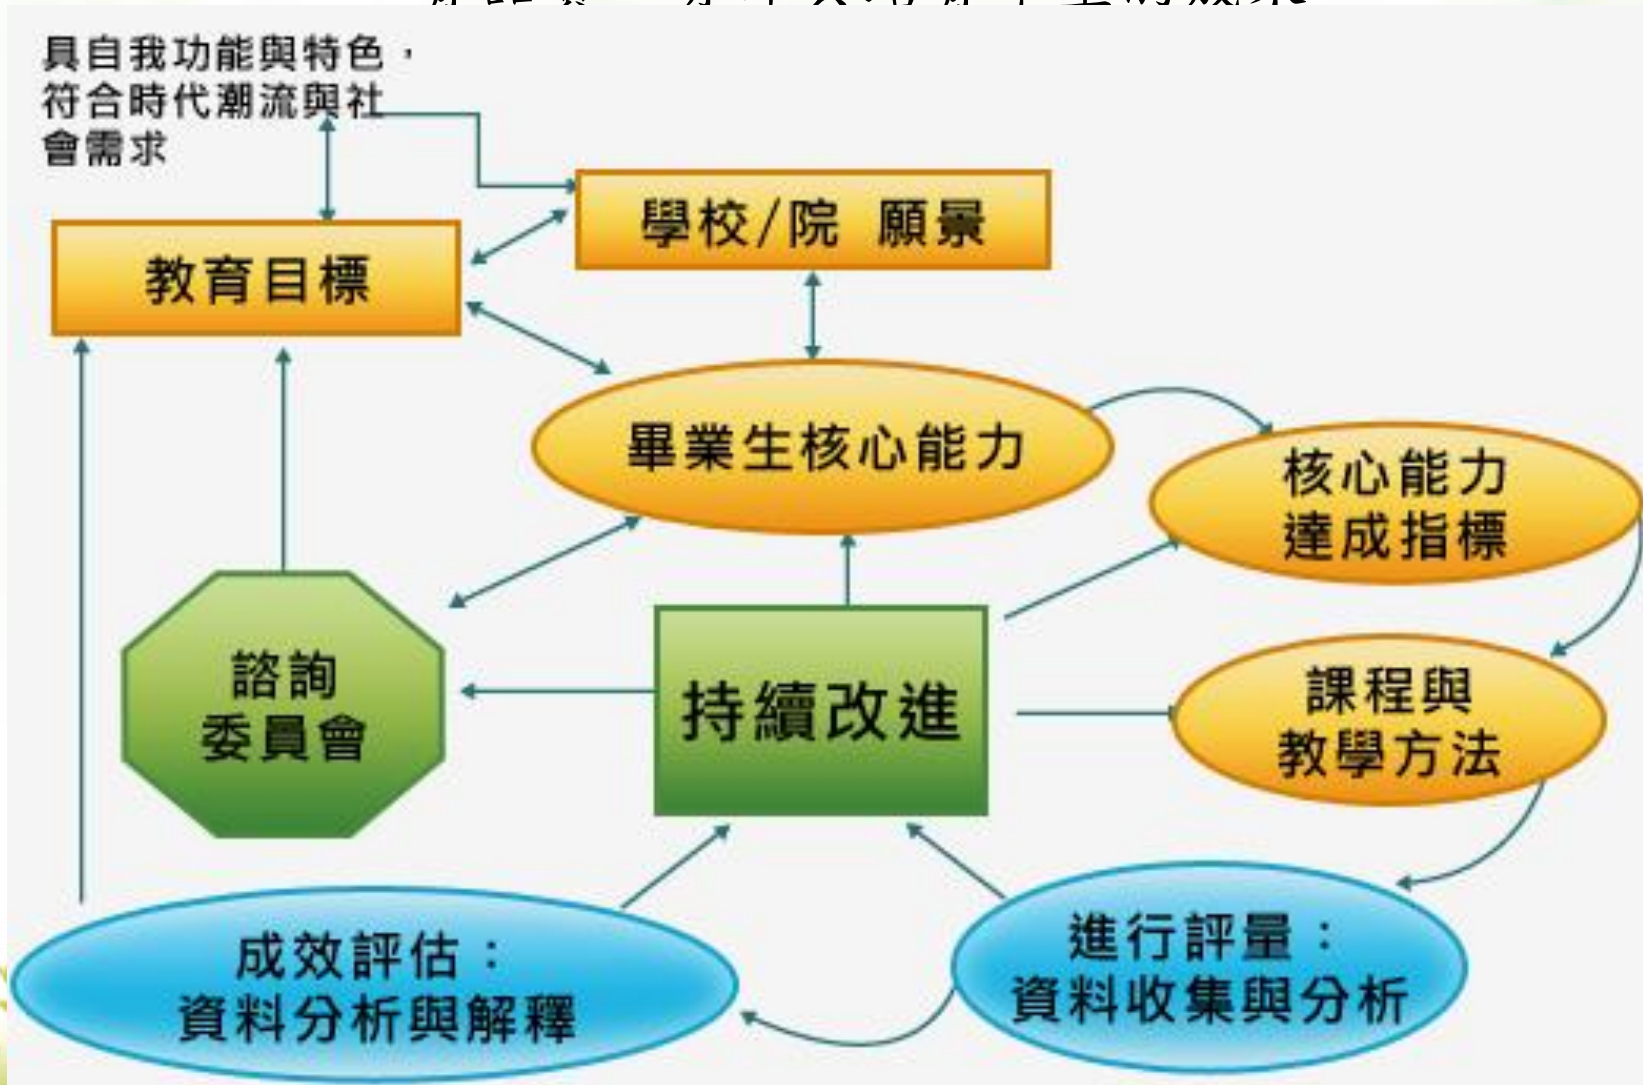 具自我功能與特色，
符合時代潮流與社
會需求
學校/院 願景
教育目標
畢業生核心能力
核心能力
達成指標
諮詢
委員會
持續改進
課程與
教學方法
成效評估：
資料分析與解釋
進行評量：
資料收集與分析